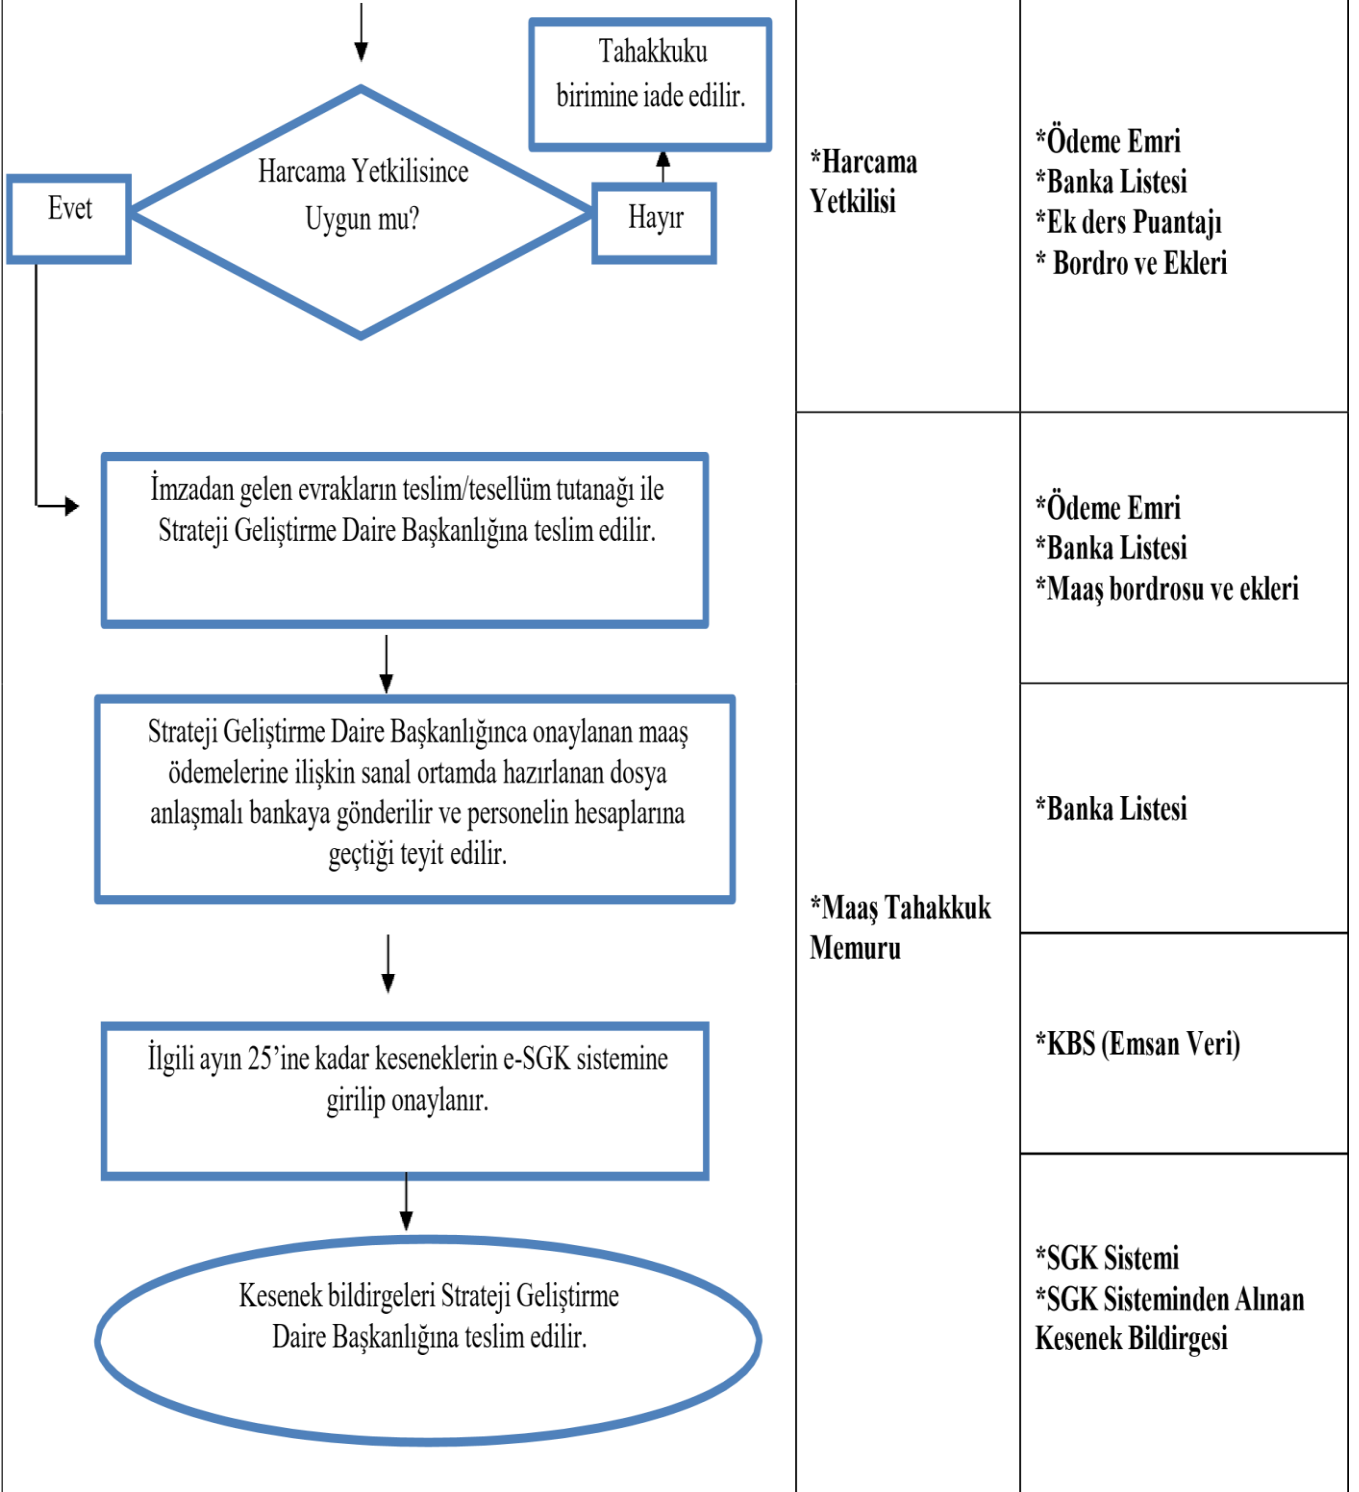 Tahakkuku
birimine iade edilir.
Harcama Yetkilisince
Uygun mu?
Evet
Hayır
*Harcama
Yetkilisi
*Ödeme Emri
*Banka Listesi
*Ek ders Puantajı
* Bordro ve Ekleri
İmzadan gelen evrakların teslim/tesellüm tutanağı ile
Strateji Geliştirme Daire Başkanlığına teslim edilir.
*Ödeme Emri
*Banka Listesi
*Maaş bordrosu ve ekleri
Strateji Geliştirme Daire Başkanlığınca onaylanan maaş
ödemelerine ilişkin sanal ortamda hazırlanan dosya
anlaşmalı bankaya gönderilir ve personelin hesaplarına
geçtiği teyit edilir.
*Banka Listesi
*Maaş Tahakkuk
Memuru
İlgili ayın 25’ine kadar keseneklerin e-SGK sistemine
girilip onaylanır.
*KBS (Emsan Veri)
Kesenek bildirgeleri Strateji Geliştirme
Daire Başkanlığına teslim edilir.
*SGK Sistemi
*SGK Sisteminden Alınan
Kesenek Bildirgesi